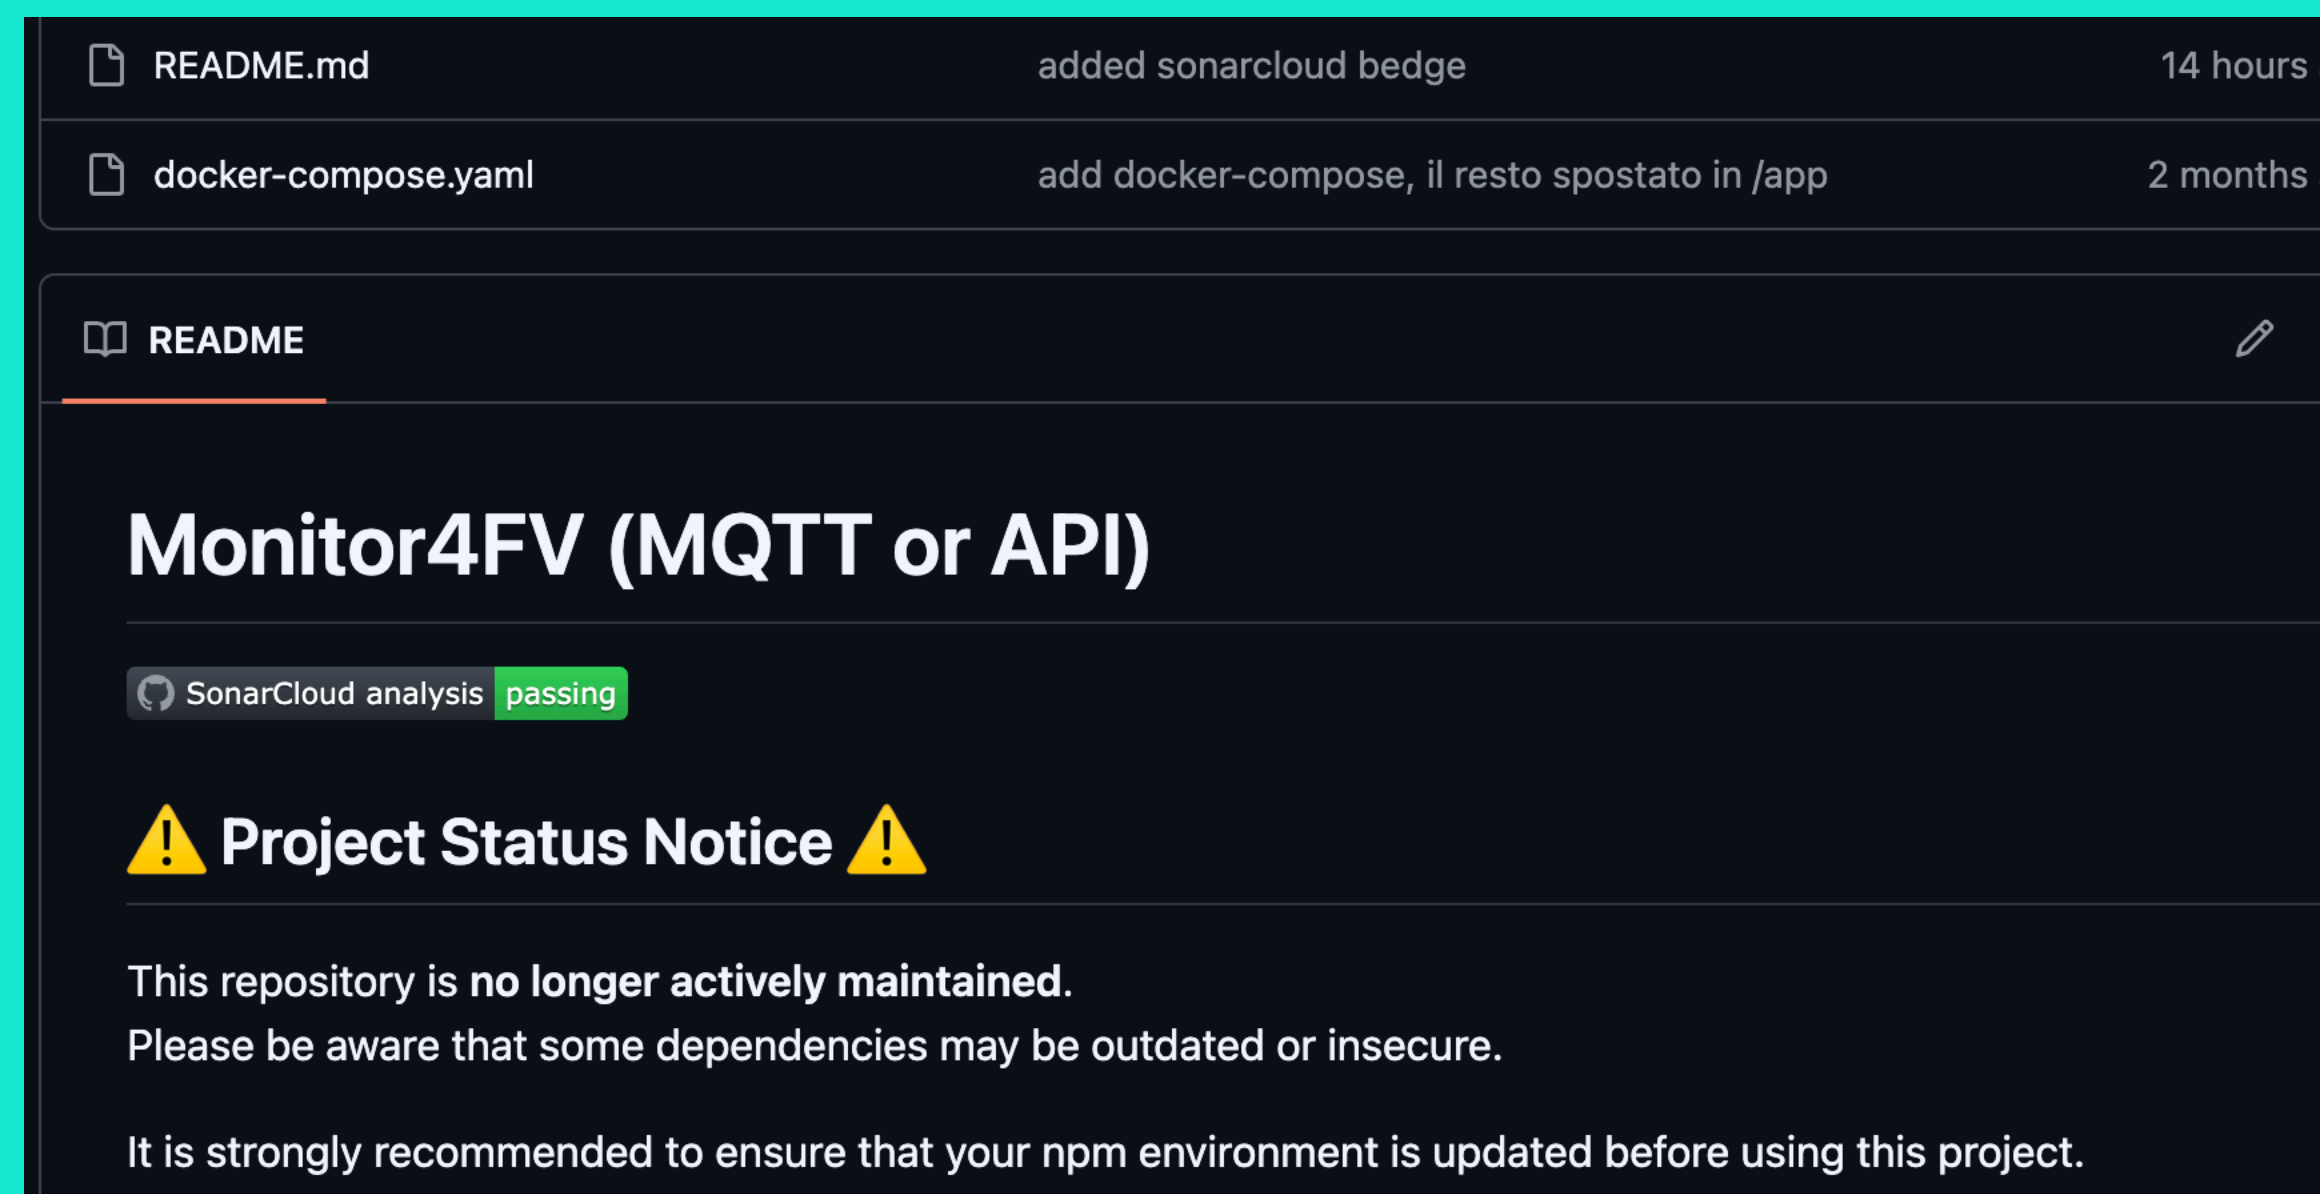 README.md added sonarcloud bedge 14 hours
docker-compose.yaml add docker-compose, il resto spostato in /app 2 months
README
Monitor4FV (MQTT or API)
SonarCloud analysis passing
⚠️ Project Status Notice ⚠️
This repository is no longer actively maintained.
Please be aware that some dependencies may be outdated or insecure.
It is strongly recommended to ensure that your npm environment is updated before using this project.